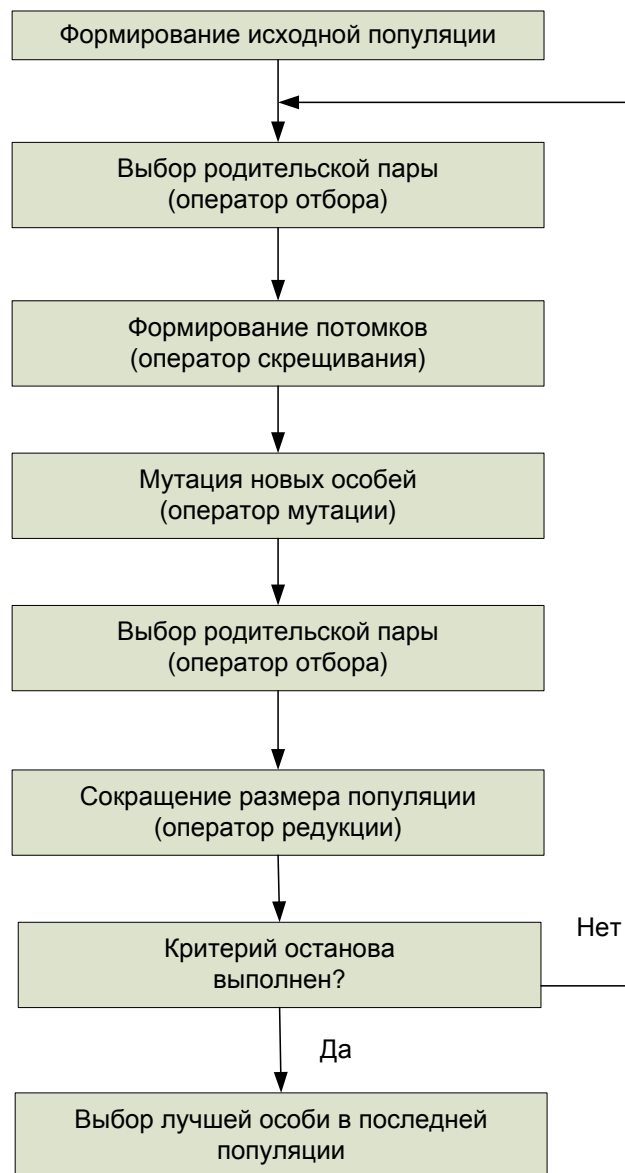 Формирование исходной популяции
Выбор родительской пары
(оператор отбора)
Формирование потомков
(оператор скрещивания)
Мутация новых особей
(оператор мутации)
Выбор родительской пары
(оператор отбора)
Сокращение размера популяции
(оператор редукции)
Критерий останова
выполнен?
Нет
Да
Выбор лучшей особи в последней
популяции